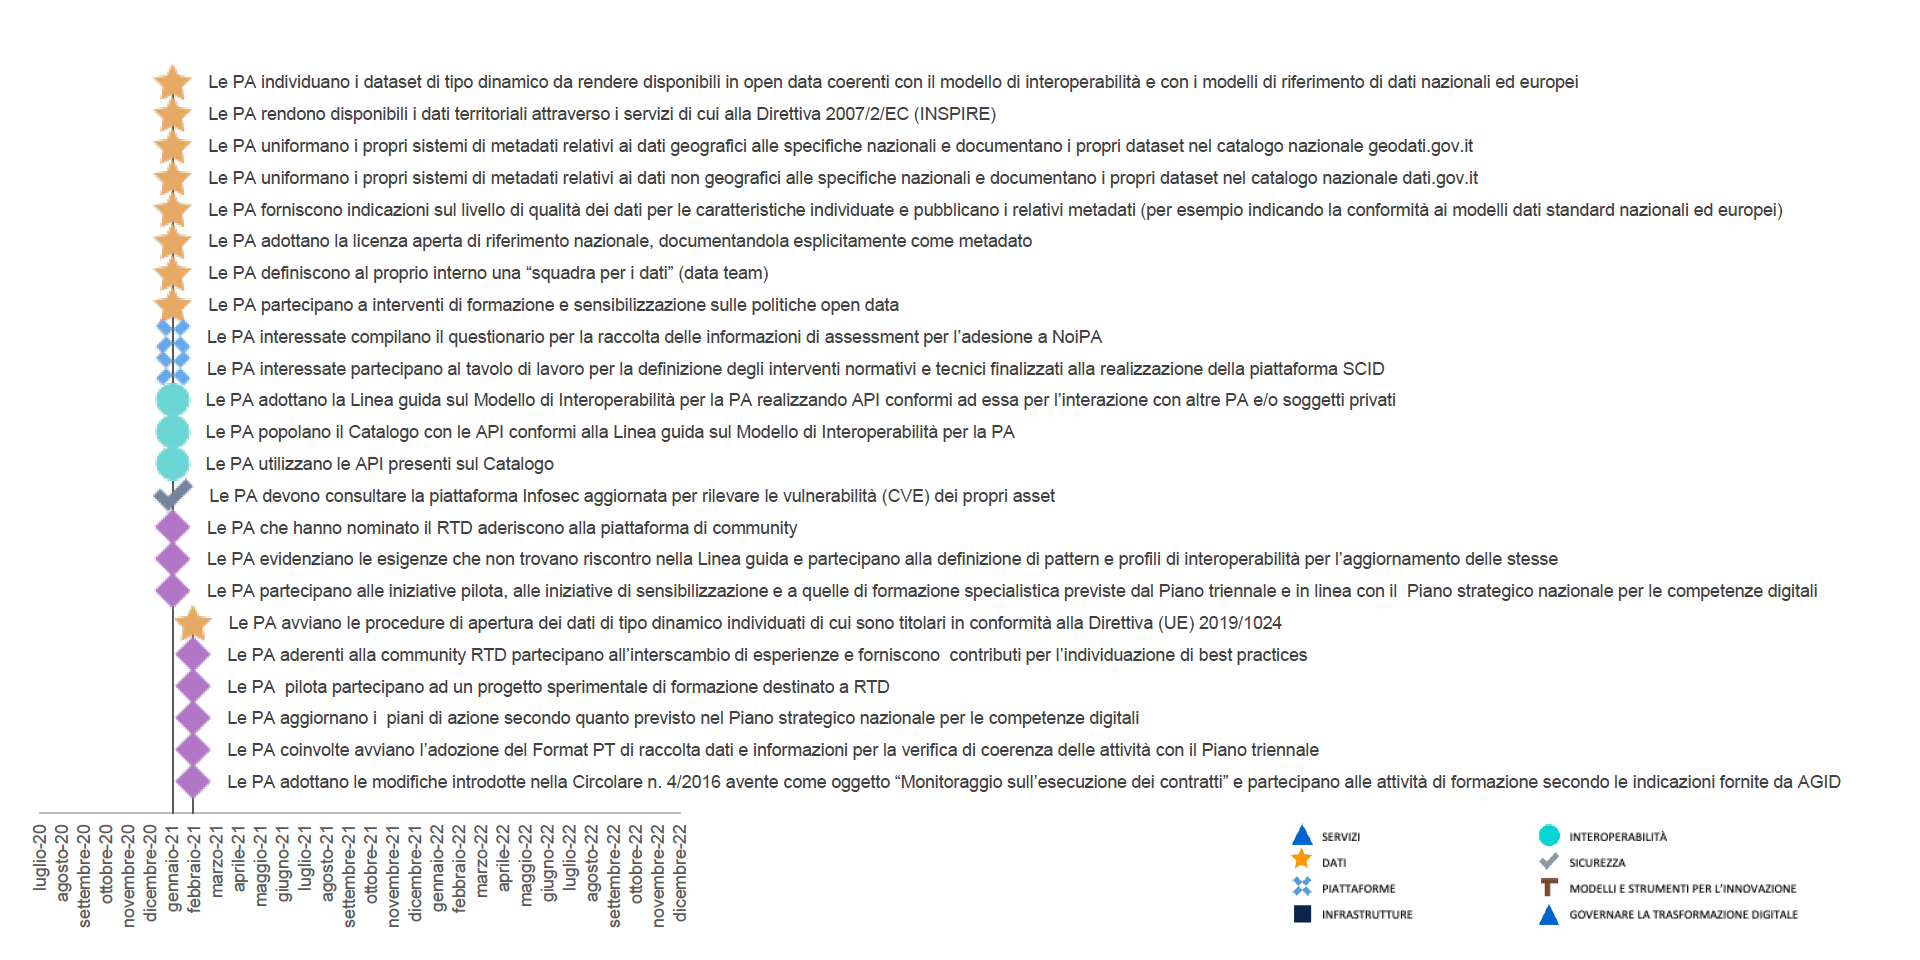 Le PA individuano i dataset di tipo dinamico da rendere disponibili in open data coerenti con il modello di interoperabilità e con i modelli di riferimento di dati nazionali ed europei
Le PA rendono disponibili i dati territoriali attraverso i servizi di cui alla Direttiva 2007/2/EC (INSPIRE)
Le PA uniformano i propri sistemi di metadati relativi ai dati geografici alle specifiche nazionali e documentano i propri dataset nel catalogo nazionale geodati.gov.it
Le PA uniformano i propri sistemi di metadati relativi ai dati non geografici alle specifiche nazionali e documentano i propri dataset nel catalogo nazionale dati.gov.it
Le PA forniscono indicazioni sul livello di qualità dei dati per le caratteristiche individuate e pubblicano i relativi metadati (per esempio indicando la conformità ai modelli dati standard nazionali ed europei)
Le PA adottano la licenza aperta di riferimento nazionale, documentandola esplicitamente come metadato
Le PA definiscono al proprio interno una “squadra per i dati” (data team)
Le PA partecipano a interventi di formazione e sensibilizzazione sulle politiche open data
Le PA interessate compilano il questionario per la raccolta delle informazioni di assessment per l’adesione a NoiPA
Le PA interessate partecipano al tavolo di lavoro per la definizione degli interventi normativi e tecnici finalizzati alla realizzazione della piattaforma SCID
Le PA adottano la Linea guida sul Modello di Interoperabilità per la PA realizzando API conformi ad essa per l’interazione con altre PA e/o soggetti privati
Le PA popolano il Catalogo con le API conformi alla Linea guida sul Modello di Interoperabilità per la PA
Le PA utilizzano le API presenti sul Catalogo
Le PA devono consultare la piattaforma Infosec aggiornata per rilevare le vulnerabilità (CVE) dei propri asset
Le PA che hanno nominato il RTD aderiscono alla piattaforma di community
Le PA evidenziano le esigenze che non trovano riscontro nella Linea guida e partecipano alla definizione di pattern e profili di interoperabilità per l’aggiornamento delle stesse
Le PA partecipano alle iniziative pilota, alle iniziative di sensibilizzazione e a quelle di formazione specialistica previste dal Piano triennale e in linea con il  Piano strategico nazionale per le competenze digitali
Le PA avviano le procedure di apertura dei dati di tipo dinamico individuati di cui sono titolari in conformità alla Direttiva (UE) 2019/1024
Le PA aderenti alla community RTD partecipano all’interscambio di esperienze e forniscono  contributi per l’individuazione di best practices
Le PA  pilota partecipano ad un progetto sperimentale di formazione destinato a RTD
Le PA aggiornano i  piani di azione secondo quanto previsto nel Piano strategico nazionale per le competenze digitali
Le PA coinvolte avviano l’adozione del Format PT di raccolta dati e informazioni per la verifica di coerenza delle attività con il Piano triennale
Le PA adottano le modifiche introdotte nella Circolare n. 4/2016 avente come oggetto “Monitoraggio sull’esecuzione dei contratti” e partecipano alle attività di formazione secondo le indicazioni fornite da AGID
luglio-20
agosto-20
settembre-20
ottobre-20
novembre-20
dicembre-20
gennaio-21
febbraio-21
marzo-21
aprile-21
maggio-21
giugno-21
luglio-21
agosto-21
settembre-21
ottobre-21
novembre-21
dicembre-21
gennaio-22
febbraio-22
marzo-22
aprile-22
maggio-22
giugno-22
luglio-22
agosto-22
settembre-22
ottobre-22
novembre-22
dicembre-22
SERVIZI
DATI
PIATTAFORME
INFRASTRUTTURE
INTEROPERABILITÀ
SICUREZZA
MODELLI E STRUMENTI PER L’INNOVAZIONE
GOVERNARE LA TRASFORMAZIONE DIGITALE